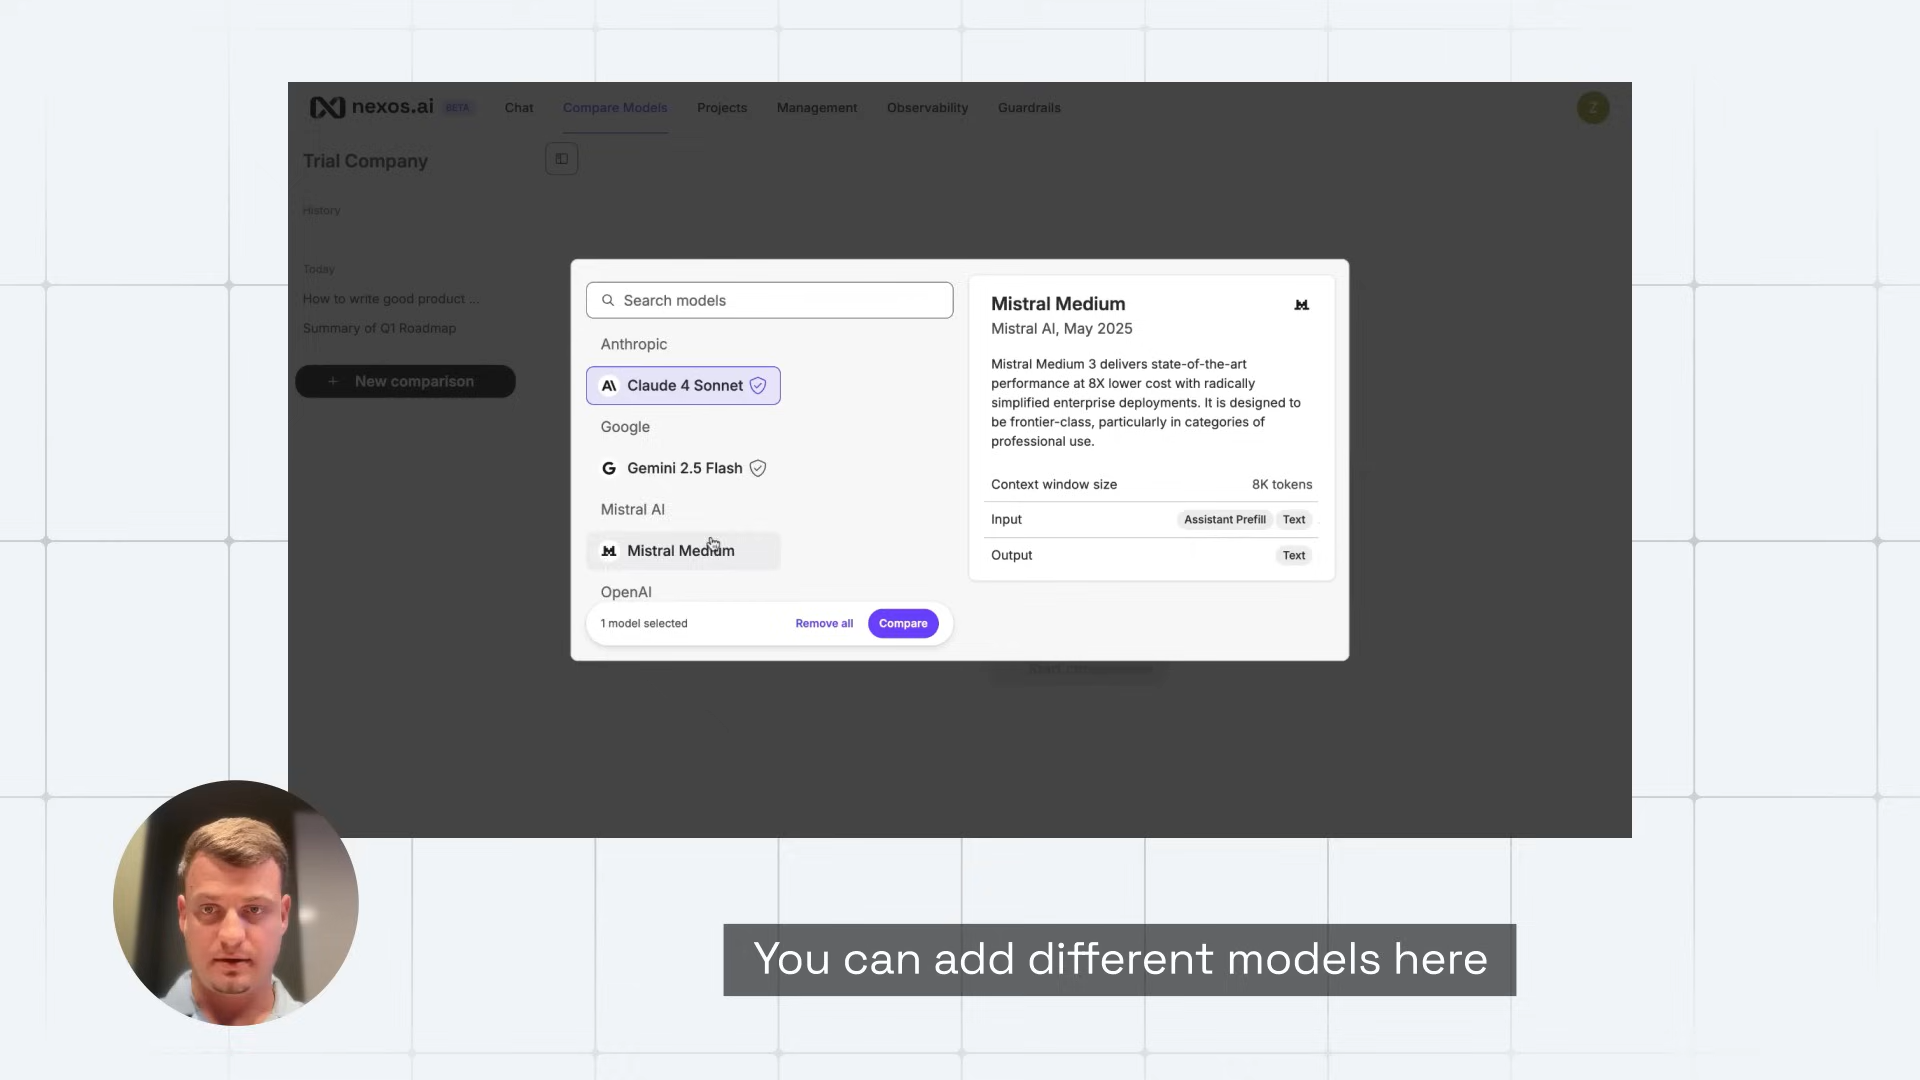 nexos.ai BETA Chat Compare Models Projects Management Observability Guardrails Z
Trial Company
History
Today
How to write good product ...
Summary of Q1 Roadmap
+ New comparison
Search models
Anthropic
Claude 4 Sonnet
Google
G Gemini 2.5 Flash
Mistral AI
Mistral Medium
OpenAI
1 model selected Remove all Compare
Mistral Medium
Mistral AI, May 2025
Mistral Medium 3 delivers state-of-the-art
performance at 8X lower cost with radically
simplified enterprise deployments. It is designed to
be frontier-class, particularly in categories of
professional use.
Context window size 8K tokens
Input Assistant Prefill Text
Output Text
You can add different models here